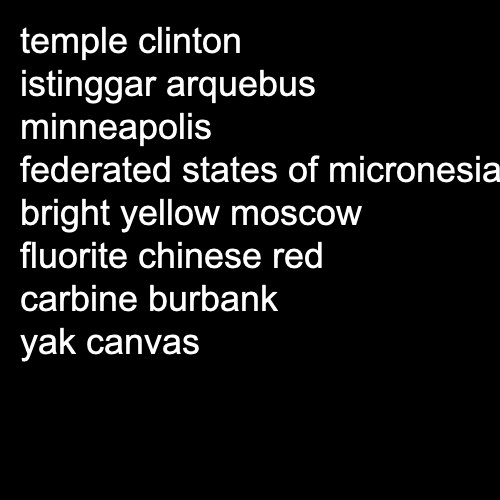 temple clinton
istinggar arquebus
minneapolis
federated states of micronesia
bright yellow moscow
fluorite chinese red
carbine burbank
yak canvas